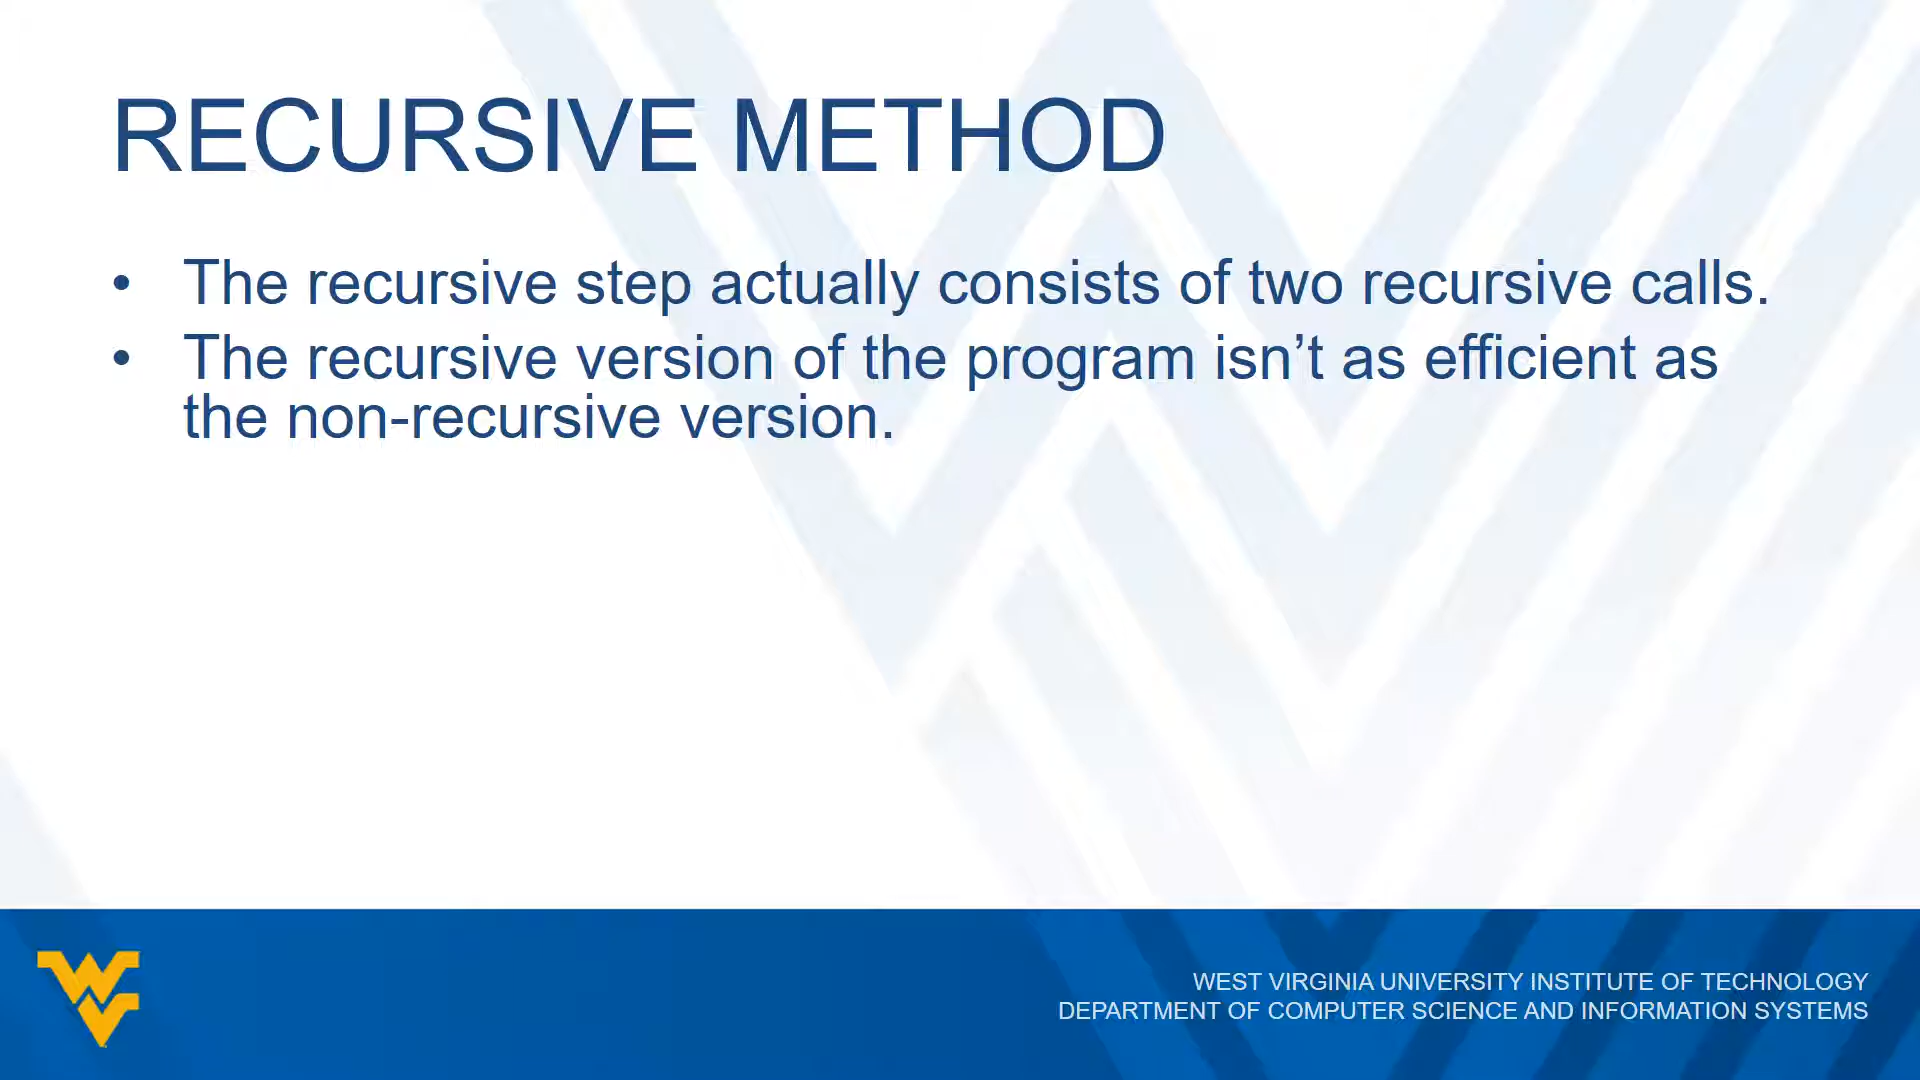 RECURSIVE METHOD
• The recursive step actually consists of two recursive calls.
• The recursive version of the program isn’t as efficient as
the non-recursive version.
WEST VIRGINIA UNIVERSITY INSTITUTE OF TECHNOLOGY
DEPARTMENT OF COMPUTER SCIENCE AND INFORMATION SYSTEMS